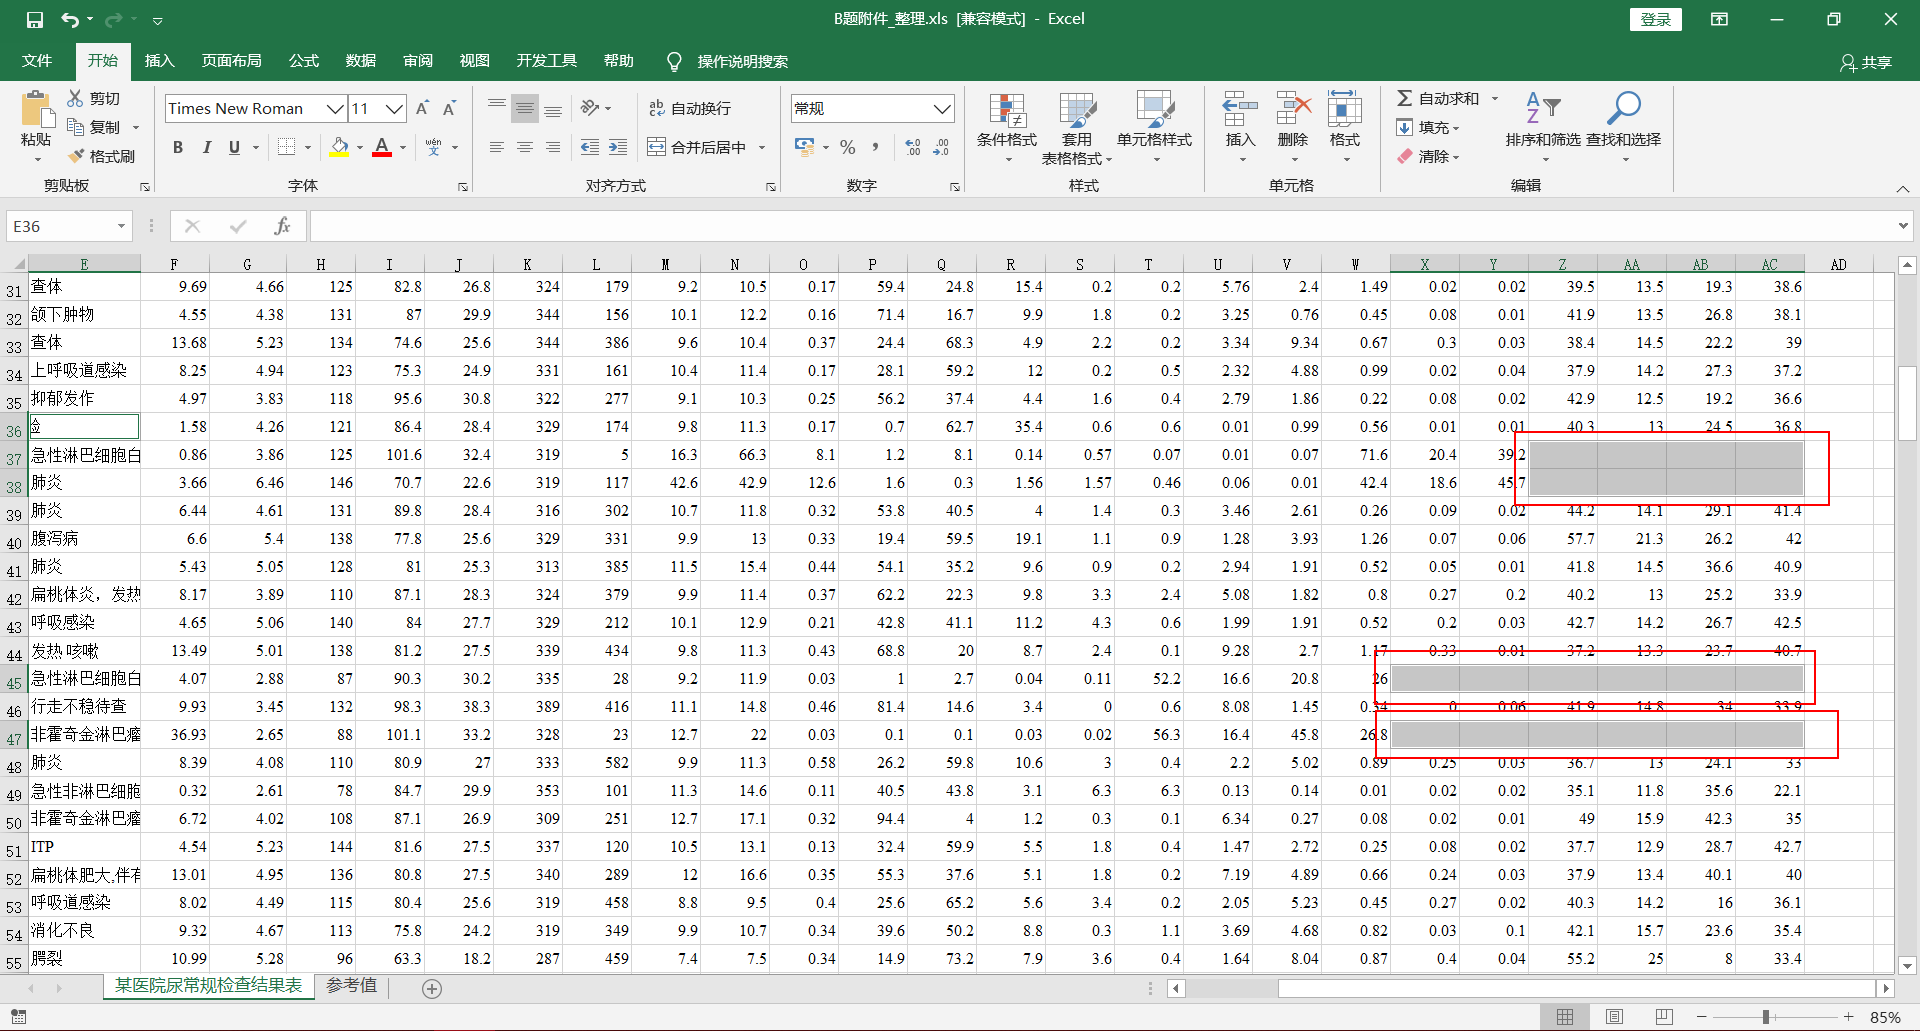 B题附件_整理.xls [兼容模式] - Excel
登录
文件 开始 插入 页面布局 公式 数据 审阅 视图 开发工具 帮助 操作说明搜索 共享
粘贴 剪切 复制 格式刷 剪贴板
Times New Roman 11 B I U A wén 文 字体
ab 自动换行 合并后居中 对齐方式
常规 % 数字
条件格式 套用 表格格式 单元格样式 样式
插入 删除 格式 单元格
自动求和 填充 清除 排序和筛选 查找和选择 编辑
E36 fx
E F G H I J K L M N O P Q R S T U V W X Y Z AA AB AC AD
31 查体 9.69 4.66 125 82.8 26.8 324 179 9.2 10.5 0.17 59.4 24.8 15.4 0.2 0.2 5.76 2.4 1.49 0.02 0.02 39.5 13.5 19.3 38.6
32 颌下肿物 4.55 4.38 131 87 29.9 344 156 10.1 12.2 0.16 71.4 16.7 9.9 1.8 0.2 3.25 0.76 0.45 0.08 0.01 41.9 13.5 26.8 38.1
33 查体 13.68 5.23 134 74.6 25.6 344 386 9.6 10.4 0.37 24.4 68.3 4.9 2.2 0.2 3.34 9.34 0.67 0.3 0.03 38.4 14.5 22.2 39
34 上呼吸道感染 8.25 4.94 123 75.3 24.9 331 161 10.4 11.4 0.17 28.1 59.2 12 0.2 0.5 2.32 4.88 0.99 0.02 0.04 37.9 14.2 27.3 37.2
35 抑郁发作 4.97 3.83 118 95.6 30.8 322 277 9.1 10.3 0.25 56.2 37.4 4.4 1.6 0.4 2.79 1.86 0.22 0.08 0.02 42.9 12.5 19.2 36.6
36 1.58 4.26 121 86.4 28.4 329 174 9.8 11.3 0.17 0.7 62.7 35.4 0.6 0.6 0.01 0.99 0.56 0.01 0.01 40.3 13 24.5 36.8
37 急性淋巴细胞白 0.86 3.86 125 101.6 32.4 319 5 16.3 66.3 8.1 1.2 8.1 0.14 0.57 0.07 0.01 0.07 71.6 20.4 39.2
38 肺炎 3.66 6.46 146 70.7 22.6 319 117 42.6 42.9 12.6 1.6 0.3 1.56 1.57 0.46 0.06 0.01 42.4 18.6 45.7
39 肺炎 6.44 4.61 131 89.8 28.4 316 302 10.7 11.8 0.32 53.8 40.5 4 1.4 0.3 3.46 2.61 0.26 0.09 0.02 44.2 14.1 29.1 41.4
40 腹泻病 6.6 5.4 138 77.8 25.6 329 331 9.9 13 0.33 19.4 59.5 19.1 1.1 0.9 1.28 3.93 1.26 0.07 0.06 57.7 21.3 26.2 42
41 肺炎 5.43 5.05 128 81 25.3 313 385 11.5 15.4 0.44 54.1 35.2 9.6 0.9 0.2 2.94 1.91 0.52 0.05 0.01 41.8 14.5 36.6 40.9
42 扁桃体炎，发热 8.17 3.89 110 87.1 28.3 324 379 9.9 11.4 0.37 62.2 22.3 9.8 3.3 2.4 5.08 1.82 0.8 0.27 0.2 40.2 13 25.2 33.9
43 呼吸感染 4.65 5.06 140 84 27.7 329 212 10.1 12.9 0.21 42.8 41.1 11.2 4.3 0.6 1.99 1.91 0.52 0.2 0.03 42.7 14.2 26.7 42.5
44 发热 咳嗽 13.49 5.01 138 81.2 27.5 339 434 9.8 11.3 0.43 68.8 20 8.7 2.4 0.1 9.28 2.7 1.17 0.33 0.01 37.2 13.3 23.7 40.7
45 急性淋巴细胞白 4.07 2.88 87 90.3 30.2 335 28 9.2 11.9 0.03 1 2.7 0.04 0.11 52.2 16.6 20.8 26
46 行走不稳待查 9.93 3.45 132 98.3 38.3 389 416 11.1 14.8 0.46 81.4 14.6 3.4 0 0.6 8.08 1.45 0.34 0 0.06 41.9 14.8 34 33.9
47 非霍奇金淋巴瘤 36.93 2.65 88 101.1 33.2 328 23 12.7 22 0.03 0.1 0.1 0.03 0.02 56.3 16.4 45.8 26.8
48 肺炎 8.39 4.08 110 80.9 27 333 582 9.9 11.3 0.58 26.2 59.8 10.6 3 0.4 2.2 5.02 0.89 0.25 0.03 36.7 13 24.1 33
49 急性非淋巴细胞 0.32 2.61 78 84.7 29.9 353 101 11.3 14.6 0.11 40.5 43.8 3.1 6.3 6.3 0.13 0.14 0.01 0.02 0.02 35.1 11.8 35.6 22.1
50 非霍奇金淋巴瘤 6.72 4.02 108 87.1 26.9 309 251 12.7 17.1 0.32 94.4 4 1.2 0.3 0.1 6.34 0.27 0.08 0.02 0.01 49 15.9 42.3 35
51 ITP 4.54 5.23 144 81.6 27.5 337 120 10.5 13.1 0.13 32.4 59.9 5.5 1.8 0.4 1.47 2.72 0.25 0.08 0.02 37.7 12.9 28.7 42.7
52 扁桃体肥大,伴有 13.01 4.95 136 80.8 27.5 340 289 12 16.6 0.35 55.3 37.6 5.1 1.8 0.2 7.19 4.89 0.66 0.24 0.03 37.9 13.4 40.1 40
53 呼吸道感染 8.02 4.49 115 80.4 25.6 319 458 8.8 9.5 0.4 25.6 65.2 5.6 3.4 0.2 2.05 5.23 0.45 0.27 0.02 40.3 14.2 16 36.1
54 消化不良 9.32 4.67 113 75.8 24.2 319 349 9.9 10.7 0.34 39.6 50.2 8.8 0.3 1.1 3.69 4.68 0.82 0.03 0.1 42.1 15.7 23.6 35.4
55 腭裂 10.99 5.28 96 63.3 18.2 287 459 7.4 7.5 0.34 14.9 73.2 7.9 3.6 0.4 1.64 8.04 0.87 0.4 0.04 55.2 25 8 33.4
某医院尿常规检查结果表 参考值
85%